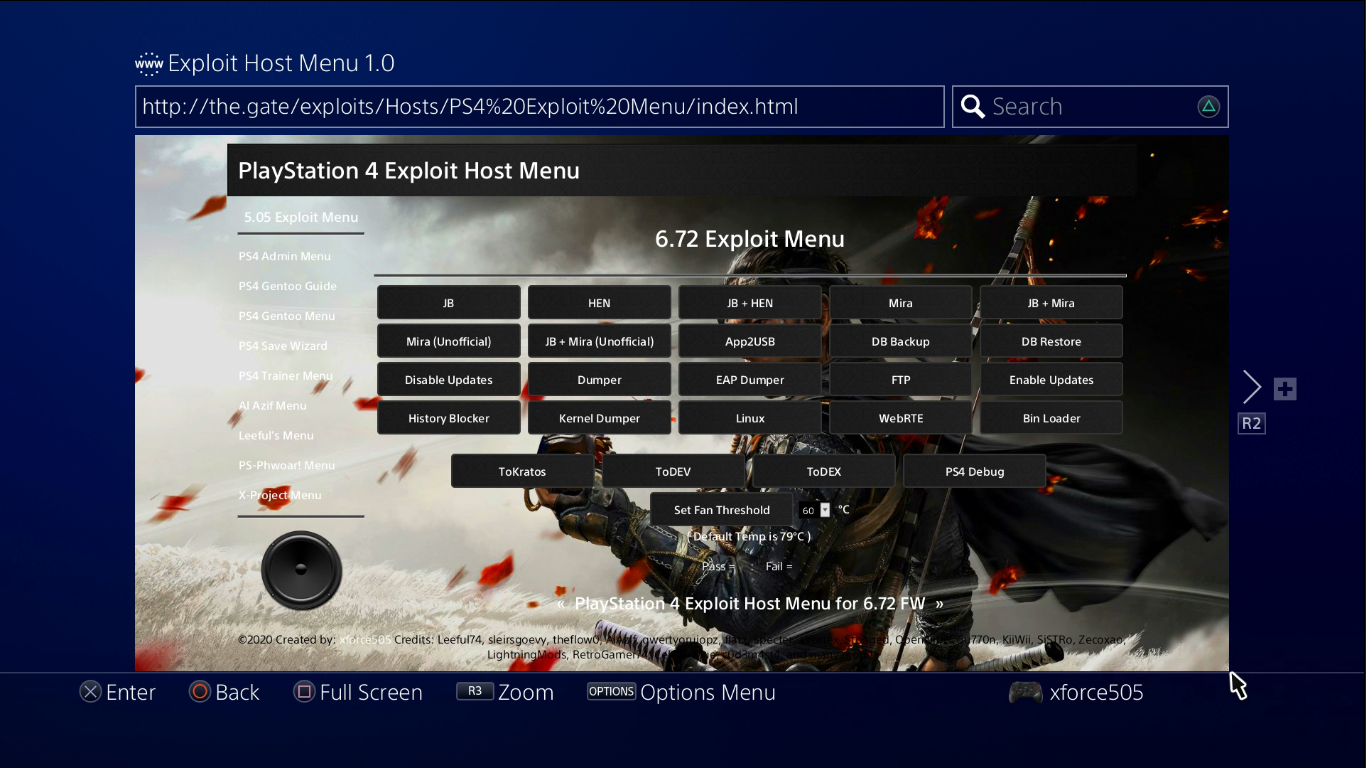 www Exploit Host Menu 1.0
http://the.gate/exploits/Hosts/PS4%20Exploit%20Menu/index.html
Search
PlayStation 4 Exploit Host Menu
5.05 Exploit Menu
PS4 Admin Menu
PS4 Gentoo Guide
PS4 Gentoo Menu
PS4 Save Wizard
PS4 Trainer Menu
Al Azif Menu
Leeful's Menu
PS-Phwoar! Menu
X-Project Menu
6.72 Exploit Menu
JB HEN JB + HEN Mira JB + Mira
Mira (Unofficial) JB + Mira (Unofficial) App2USB DB Backup DB Restore
Disable Updates Dumper EAP Dumper FTP Enable Updates
History Blocker Kernel Dumper Linux WebRTE Bin Loader
ToKratos ToDEV ToDEX PS4 Debug
Set Fan Threshold 60 °C
( Default Temp is 79°C )
Pass = : Fail =
« PlayStation 4 Exploit Host Menu for 6.72 FW »
©2020 Created by: xforce505 Credits: Leeful74, sleirsgoevy, theflow0, qwertyoruiopz, KiiWii, SiSTRo, Zecoxao,
LightningMods,
R2
Enter Back Full Screen R3 Zoom OPTIONS Options Menu xforce505